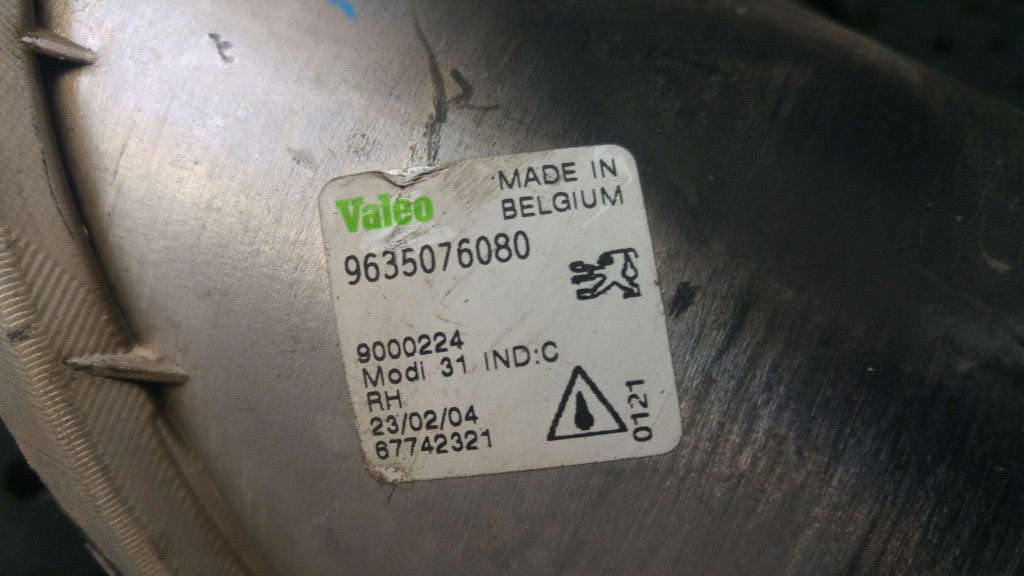 Valeo
MADE IN
BELGIUM
9635076080
9000224
Modi 31 IND:C
RH
23/02/04
67742321
0121